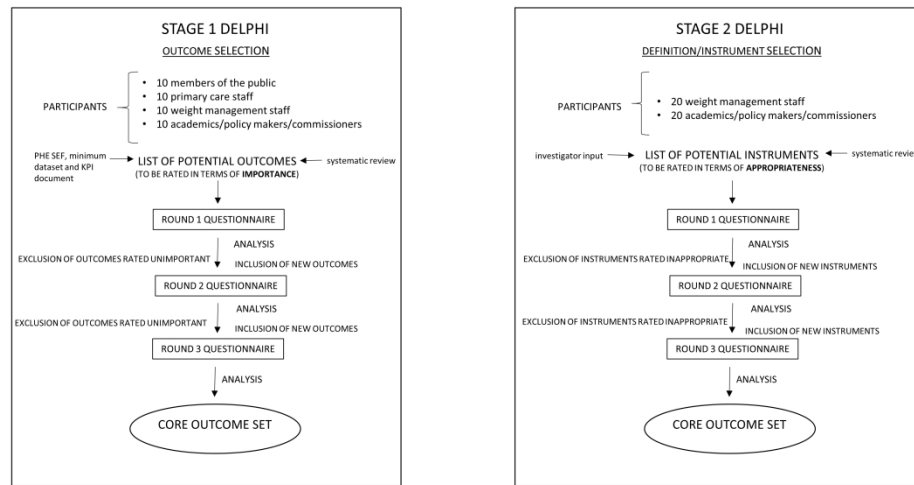 STAGE 1 DELPHI
OUTCOME SELECTION
PARTICIPANTS
• 10 members of the public
• 10 primary care staff
• 10 weight management staff
• 10 academics/policy makers/commissioners
PHE SEF, minimum
dataset and KPI
document
LIST OF POTENTIAL OUTCOMES
(TO BE RATED IN TERMS OF IMPORTANCE)
systematic review
ROUND 1 QUESTIONNAIRE
ANALYSIS
EXCLUSION OF OUTCOMES RATED UNIMPORTANT
INCLUSION OF NEW OUTCOMES
ROUND 2 QUESTIONNAIRE
ANALYSIS
EXCLUSION OF OUTCOMES RATED UNIMPORTANT
INCLUSION OF NEW OUTCOMES
ROUND 3 QUESTIONNAIRE
ANALYSIS
CORE OUTCOME SET
STAGE 2 DELPHI
DEFINITION/INSTRUMENT SELECTION
PARTICIPANTS
• 20 weight management staff
• 20 academics/policy makers/commissioners
investigator input
LIST OF POTENTIAL INSTRUMENTS
(TO BE RATED IN TERMS OF APPROPRIATENESS)
systematic review
ROUND 1 QUESTIONNAIRE
ANALYSIS
EXCLUSION OF INSTRUMENTS RATED INAPPROPRIATE
INCLUSION OF NEW INSTRUMENTS
ROUND 2 QUESTIONNAIRE
ANALYSIS
EXCLUSION OF INSTRUMENTS RATED INAPPROPRIATE
INCLUSION OF NEW INSTRUMENTS
ROUND 3 QUESTIONNAIRE
ANALYSIS
CORE OUTCOME SET